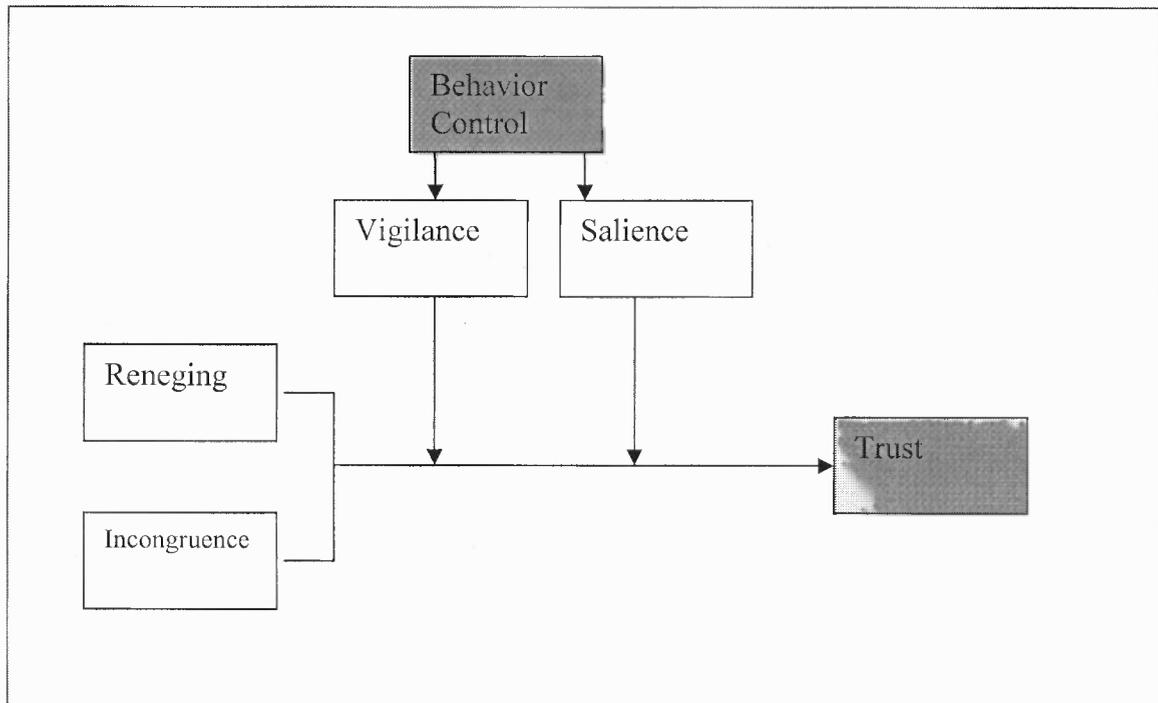 Behavior
Control
Vigilance
Salience
Reneging
Trust
Incongruence